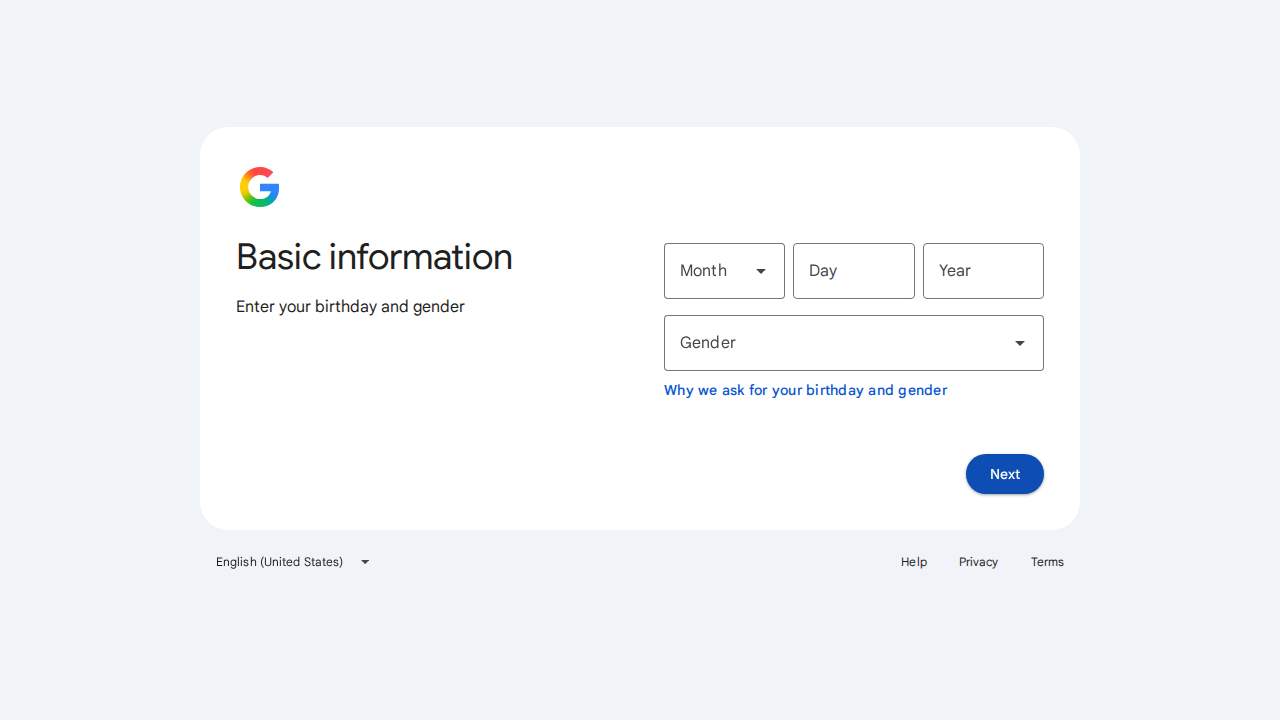 Basic information
Enter your birthday and gender
Month
Day
Year
Gender
Why we ask for your birthday and gender
Next
English (United States)
Help
Privacy
Terms